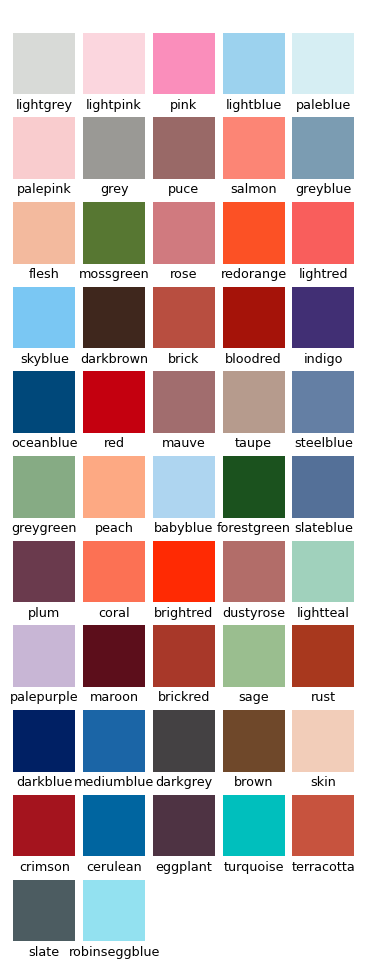 lightgrey lightpink pink lightblue paleblue
palepink grey puce salmon greyblue
flesh mossgreen rose redorange lightred
skyblue darkbrown brick bloodred indigo
oceanblue red mauve taupe steelblue
greygreen peach babyblue forestgreen slateblue
plum coral brightred dustyrose lightteal
palepurple maroon brickred sage rust
darkblue mediumblue darkgrey brown skin
crimson cerulean eggplant turquoise terracotta
slate robinseggblue